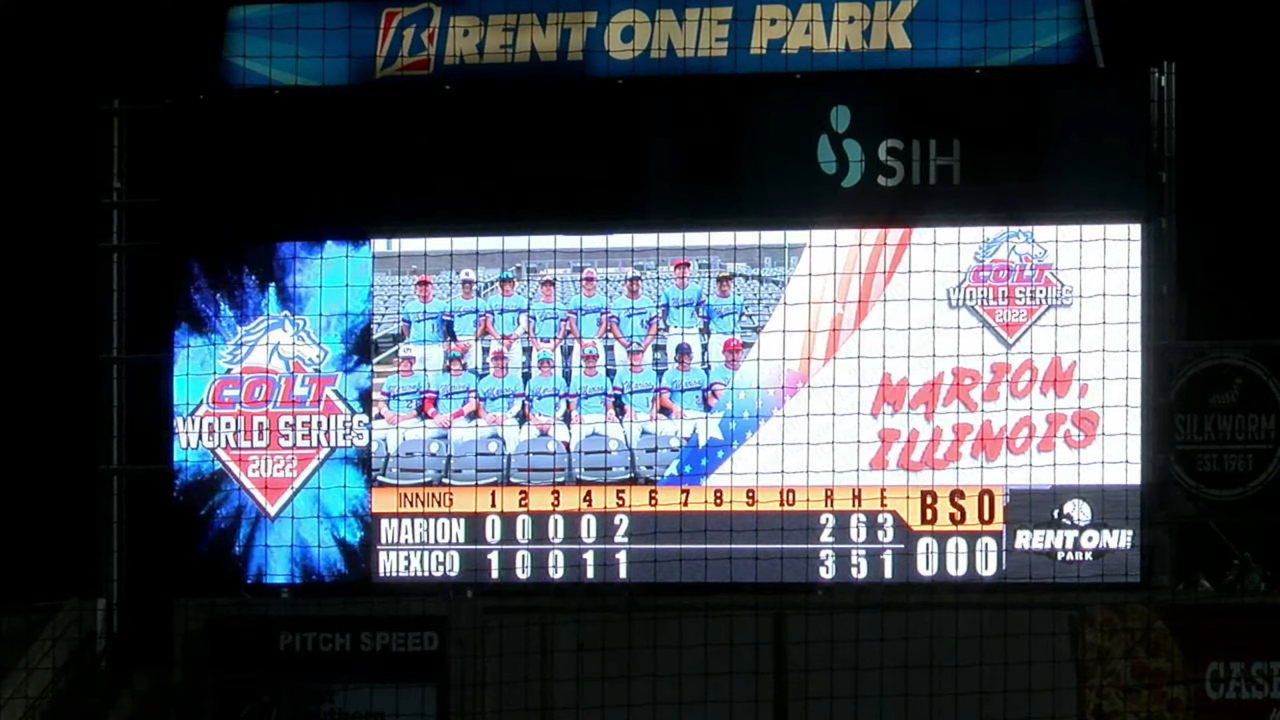 RENT ONE PARK
SIH
COLT
WORLD SERIES
2022
COLT
WORLD SERIES
2022
MARION,
ILLINOIS
INNING 1 2 3 4 5 6 7 8 9 10 R H E B S O
MARION 0 0 0 0 2 2 6 3
MEXICO 1 0 0 1 1 3 5 1
0 0 0
RENT ONE
PARK
SILKWORM
EST. 1961
PITCH SPEED